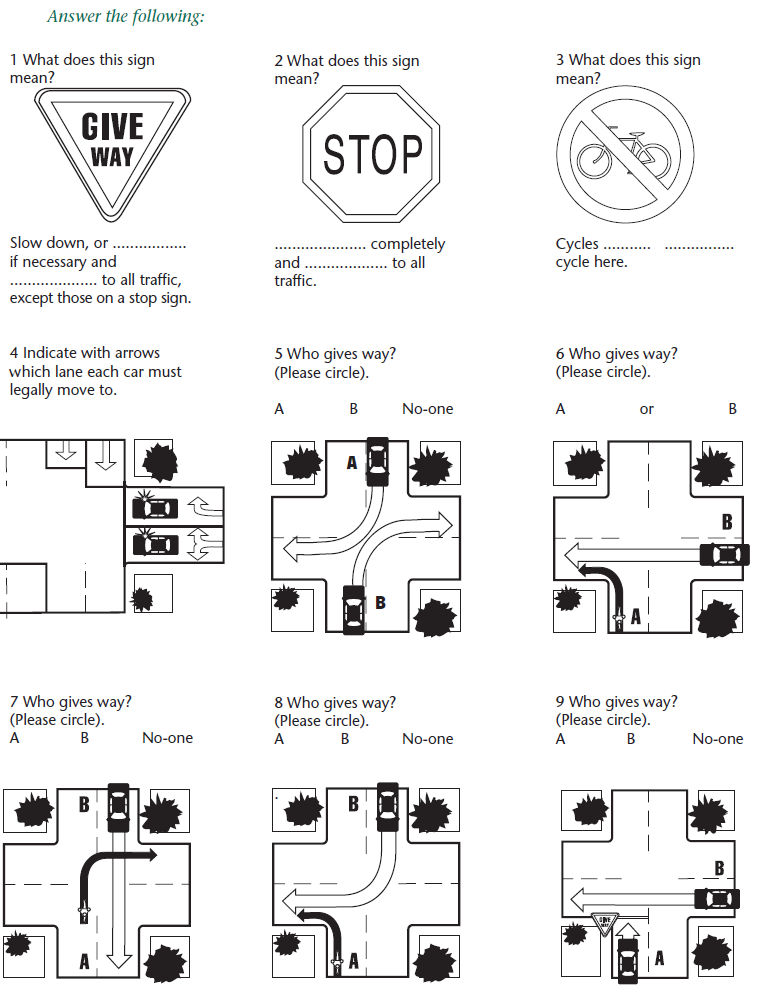 Answer the following:
1 What does this sign
mean?
GIVE
WAY
Slow down, or .................
if necessary and
.................... to all traffic,
except those on a stop sign.
2 What does this sign
mean?
STOP
..................... completely
and ................... to all
traffic.
3 What does this sign
mean?
Cycles ........... ................
cycle here.
4 Indicate with arrows
which lane each car must
legally move to.
5 Who gives way?
(Please circle).
A B No-one
A
B
6 Who gives way?
(Please circle).
A or B
B
A
7 Who gives way?
(Please circle).
A B No-one
B
A
8 Who gives way?
(Please circle).
A B No-one
B
A
9 Who gives way?
(Please circle).
A B No-one
B
GIVE
WAY
A